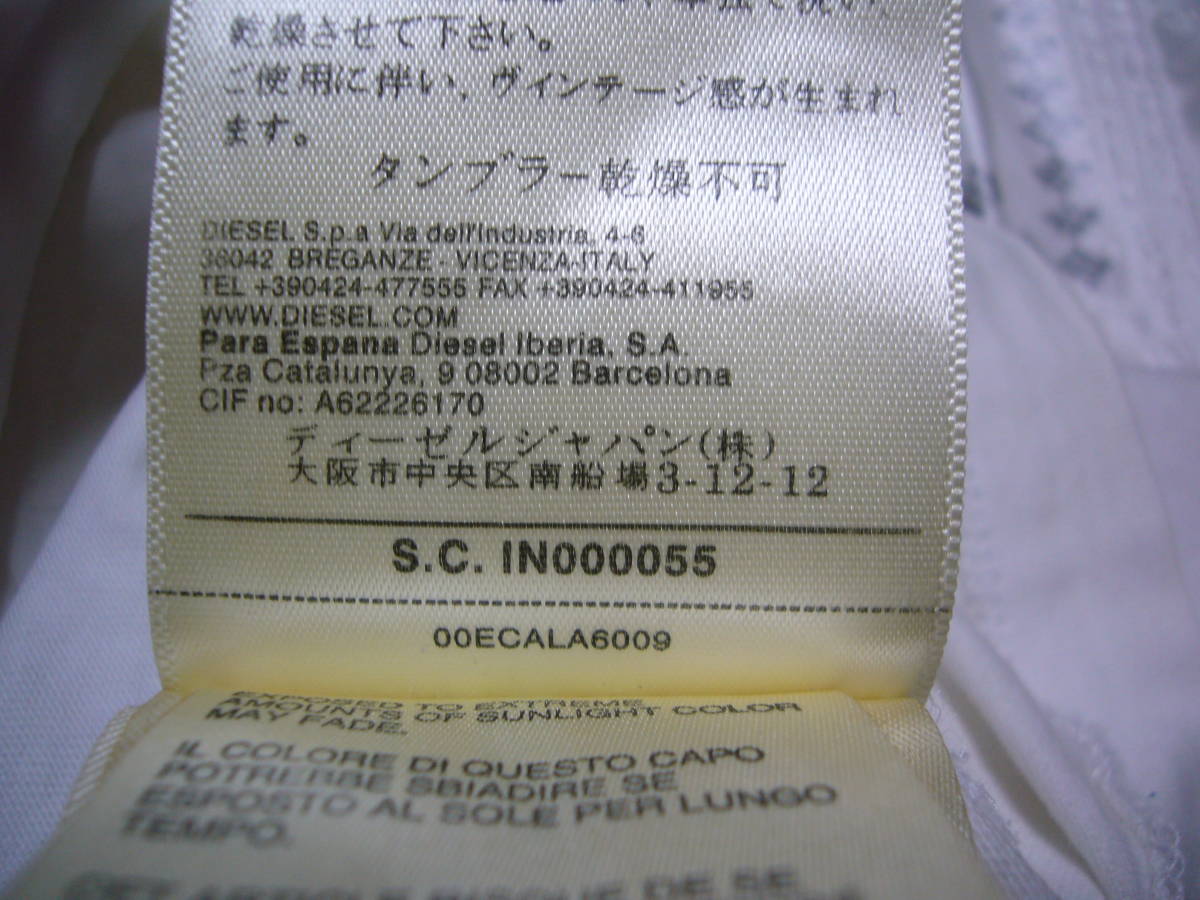 乾燥させて下さい。
ご使用に伴い、ヴィンテージ感が生まれ
ます。
タンブラー乾燥不可
DIESEL S.p.a Via dell'Industria, 4-6
36042 BREGANZE - VICENZA-ITALY
TEL +390424-477555 FAX +390424-411955
WWW.DIESEL.COM
Para Espana Diesel Iberia, S.A.
Pza Catalunya, 9 08002 Barcelona
CIF no: A62226170
ディーゼルジャパン(株)
大阪市中央区南船場3-12-12
S.C. IN000055
00ECALA6009
EXPOSED TO EXTREME
AMOUNTS OF SUNLIGHT COLOR
MAY FADE.
IL COLORE DI QUESTO CAPO
POTREBBE SBIADIRE SE
ESPOSTO AL SOLE PER LUNGO
TEMPO.
CET ARTICLE RISQUE DE SE